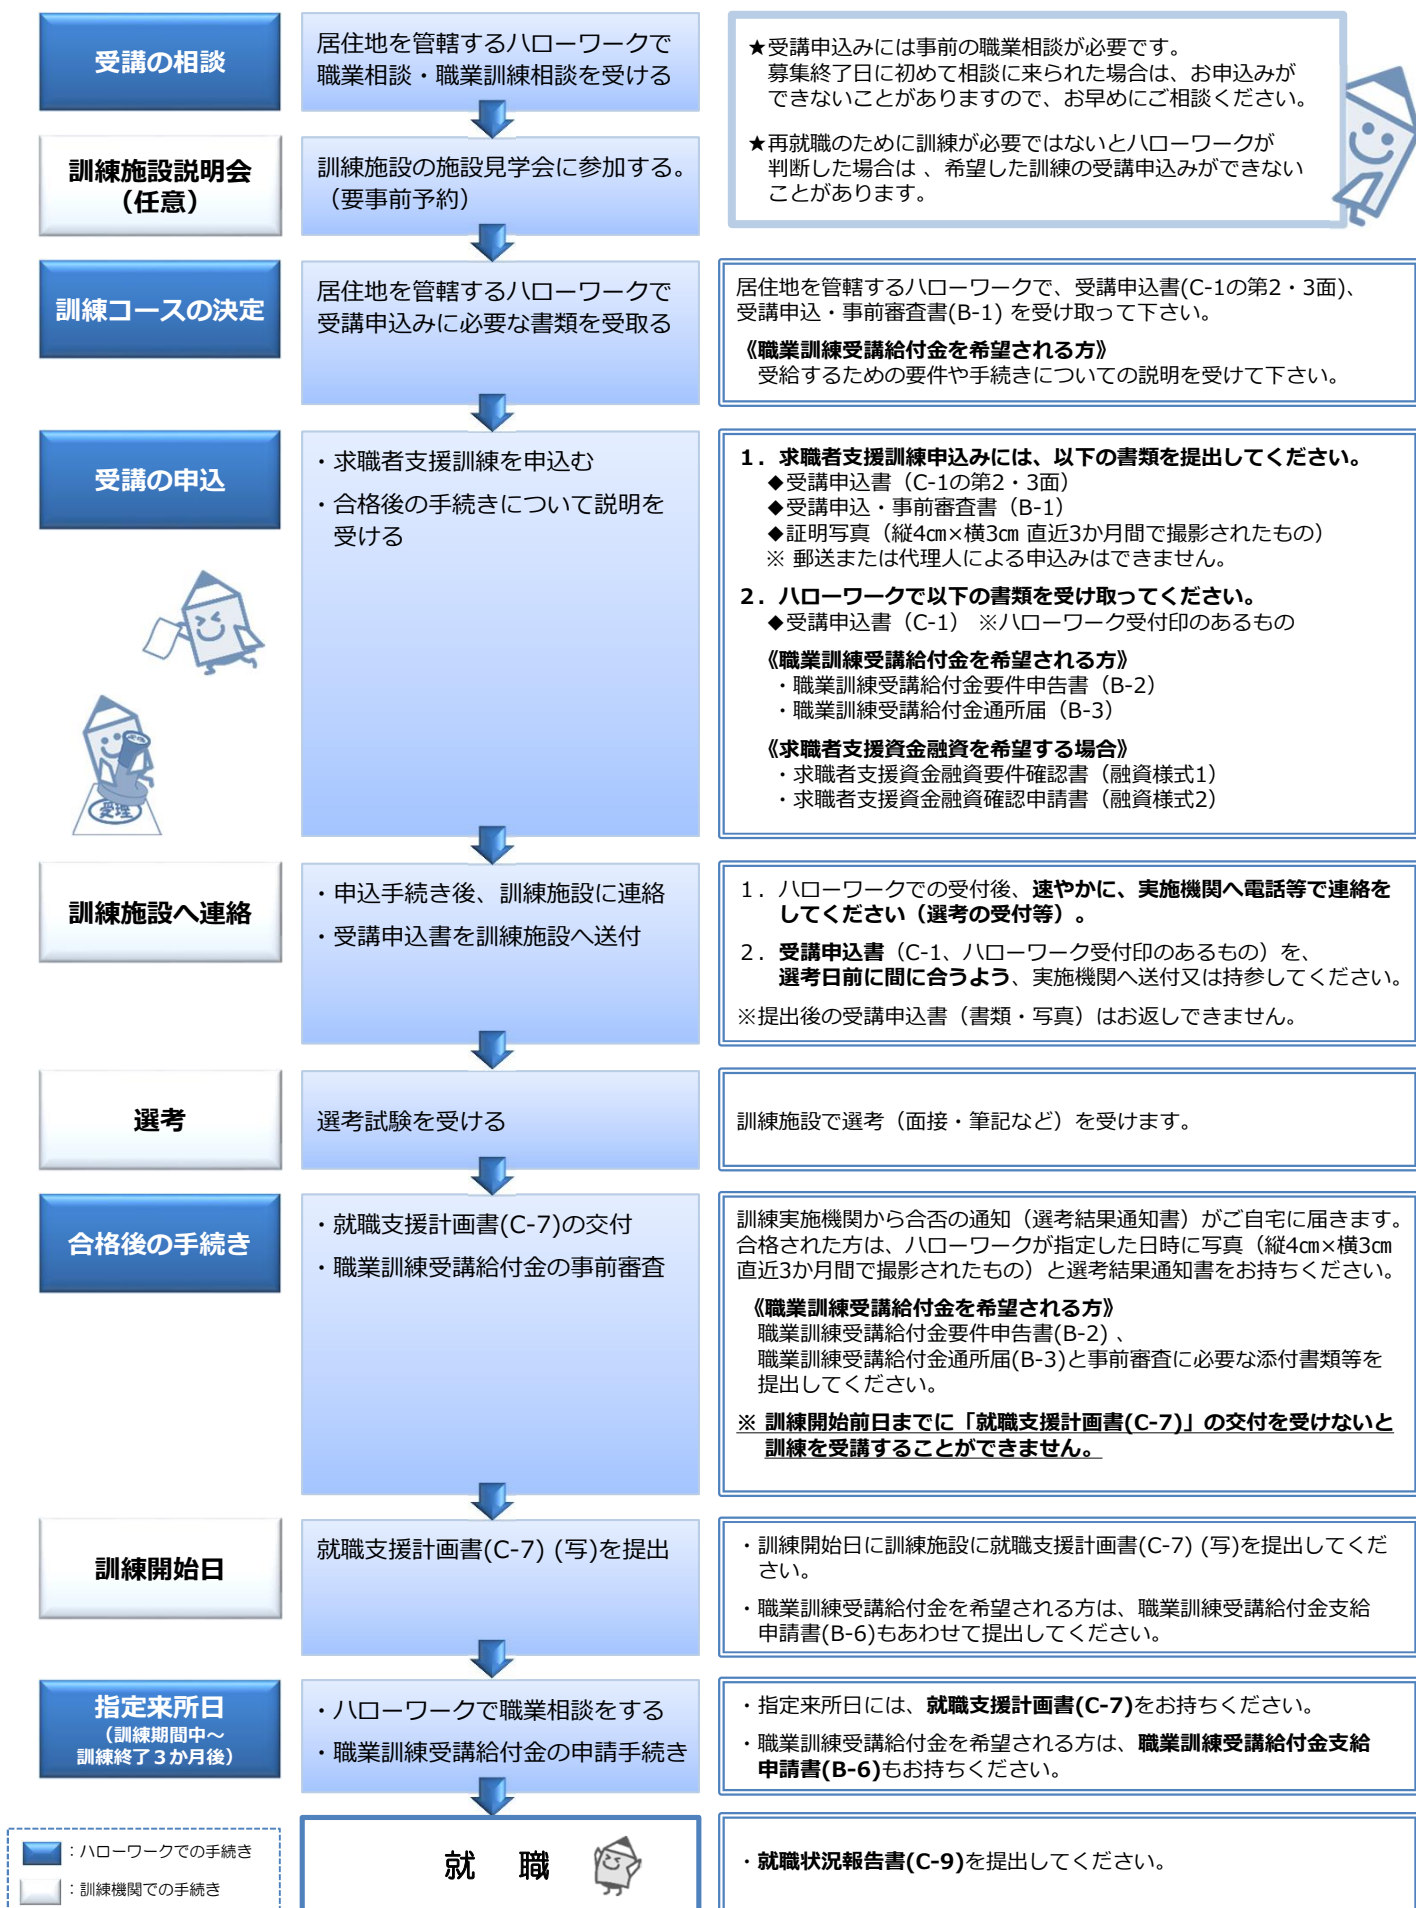 受講の相談
居住地を管轄するハローワークで
職業相談・職業訓練相談を受ける
★受講申込みには事前の職業相談が必要です。
募集終了日に初めて相談に来られた場合は、お申込みが
できないことがありますので、お早めにご相談ください。
★再就職のために訓練が必要ではないとハローワークが
判断した場合は 、希望した訓練の受講申込みができない
ことがあります。
訓練施設説明会
（任意）
訓練施設の施設見学会に参加する。
（要事前予約）
訓練コースの決定
居住地を管轄するハローワークで
受講申込みに必要な書類を受取る
居住地を管轄するハローワークで、受講申込書(C-1の第2・3面)、
受講申込・事前審査書(B-1) を受け取って下さい。
《職業訓練受講給付金を希望される方》
受給するための要件や手続きについての説明を受けて下さい。
受講の申込
・求職者支援訓練を申込む
・合格後の手続きについて説明を
受ける
受理
１．求職者支援訓練申込みには、以下の書類を提出してください。
◆受講申込書（C-1の第2・3面）
◆受講申込・事前審査書（B-1）
◆証明写真（縦4㎝×横3㎝ 直近3か月間で撮影されたもの）
※ 郵送または代理人による申込みはできません。
２．ハローワークで以下の書類を受け取ってください。
◆受講申込書（C-1） ※ハローワーク受付印のあるもの
《職業訓練受講給付金を希望される方》
・職業訓練受講給付金要件申告書（B-2）
・職業訓練受講給付金通所届（B-3）
《求職者支援資金融資を希望する場合》
・求職者支援資金融資要件確認書（融資様式1）
・求職者支援資金融資確認申請書（融資様式2）
訓練施設へ連絡
・申込手続き後、訓練施設に連絡
・受講申込書を訓練施設へ送付
１．ハローワークでの受付後、速やかに、実施機関へ電話等で連絡を
してください（選考の受付等）。
２．受講申込書（C-1、ハローワーク受付印のあるもの）を、
選考日前に間に合うよう、実施機関へ送付又は持参してください。
※提出後の受講申込書（書類・写真）はお返しできません。
選考
選考試験を受ける
訓練施設で選考（面接・筆記など）を受けます。
合格後の手続き
・就職支援計画書(C-7)の交付
・職業訓練受講給付金の事前審査
訓練実施機関から合否の通知（選考結果通知書）がご自宅に届きます。
合格された方は、ハローワークが指定した日時に写真（縦4㎝×横3㎝
直近3か月間で撮影されたもの）と選考結果通知書をお持ちください。
《職業訓練受講給付金を希望される方》
職業訓練受講給付金要件申告書(B-2) 、
職業訓練受講給付金通所届(B-3)と事前審査に必要な添付書類等を
提出してください。
※ 訓練開始前日までに「就職支援計画書(C-7)」の交付を受けないと
訓練を受講することができません。
訓練開始日
就職支援計画書(C-7) (写)を提出
・訓練開始日に訓練施設に就職支援計画書(C-7) (写)を提出してくだ
さい。
・職業訓練受講給付金を希望される方は、職業訓練受講給付金支給
申請書(B-6)もあわせて提出してください。
指定来所日
（訓練期間中～
訓練終了３か月後）
・ハローワークで職業相談をする
・職業訓練受講給付金の申請手続き
・指定来所日には、就職支援計画書(C-7)をお持ちください。
・職業訓練受講給付金を希望される方は、職業訓練受講給付金支給
申請書(B-6)もお持ちください。
：ハローワークでの手続き
：訓練機関での手続き
就 職
・就職状況報告書(C-9)を提出してください。